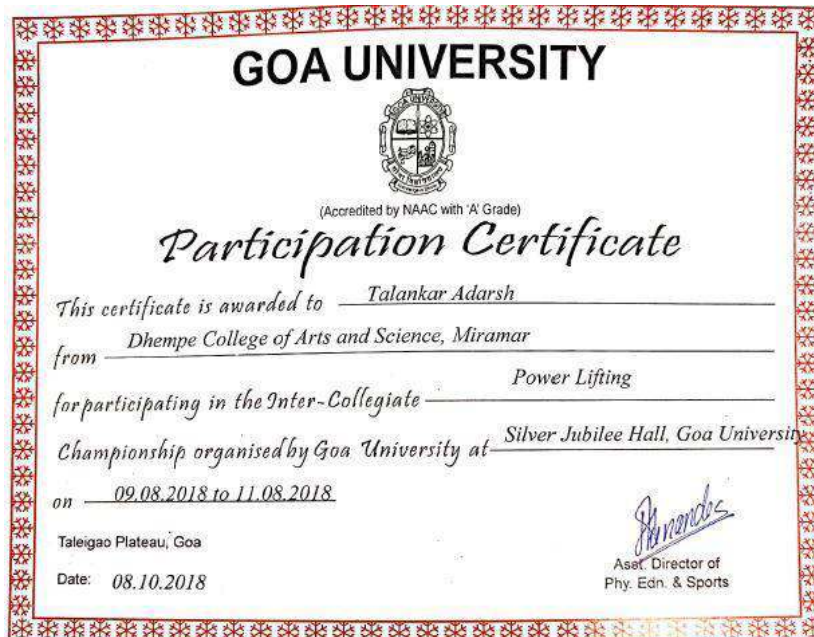 GOA UNIVERSITY
GOA UNIVERSITY
(Accredited by NAAC with 'A' Grade)
Participation Certificate
This certificate is awarded to Talankar Adarsh
from Dhempe College of Arts and Science, Miramar
for participating in the Inter-Collegiate Power Lifting
Championship organised by Goa University at Silver Jubilee Hall, Goa University
on 09.08.2018 to 11.08.2018
Taleigao Plateau, Goa
Asst. Director of
Date: 08.10.2018
Phy. Edn. & Sports